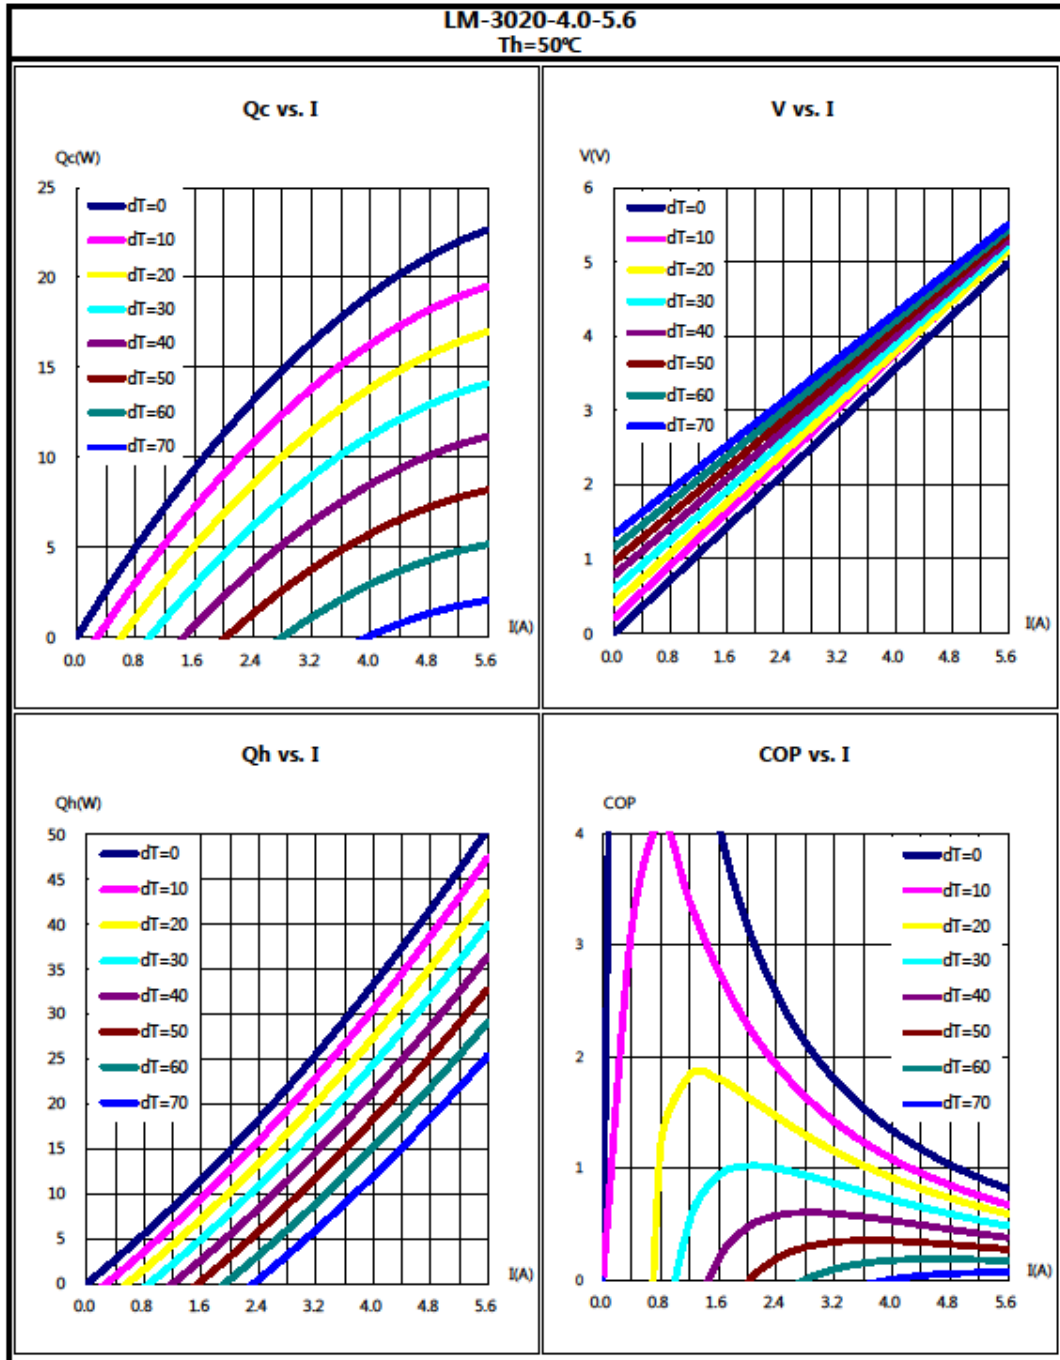 LM-3020-4.0-5.6
Th=50℃
Qc vs. I
Qc(W)
25
20
15
10
5
0
dT=0
dT=10
dT=20
dT=30
dT=40
dT=50
dT=60
dT=70
I(A)
0.0 0.8 1.6 2.4 3.2 4.0 4.8 5.6
V vs. I
V(V)
6
5
4
3
2
1
0
dT=0
dT=10
dT=20
dT=30
dT=40
dT=50
dT=60
dT=70
I(A)
0.0 0.8 1.6 2.4 3.2 4.0 4.8 5.6
Qh vs. I
Qh(W)
50
45
40
35
30
25
20
15
10
5
0
dT=0
dT=10
dT=20
dT=30
dT=40
dT=50
dT=60
dT=70
I(A)
0.0 0.8 1.6 2.4 3.2 4.0 4.8 5.6
COP vs. I
COP
4
3
2
1
0
dT=0
dT=10
dT=20
dT=30
dT=40
dT=50
dT=60
dT=70
I(A)
0.0 0.8 1.6 2.4 3.2 4.0 4.8 5.6